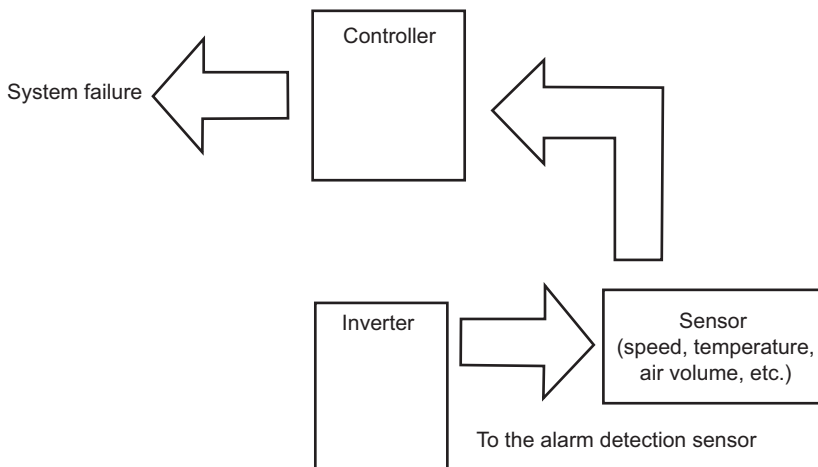 Controller
System failure
Inverter
Sensor
(speed, temperature,
air volume, etc.)
To the alarm detection sensor